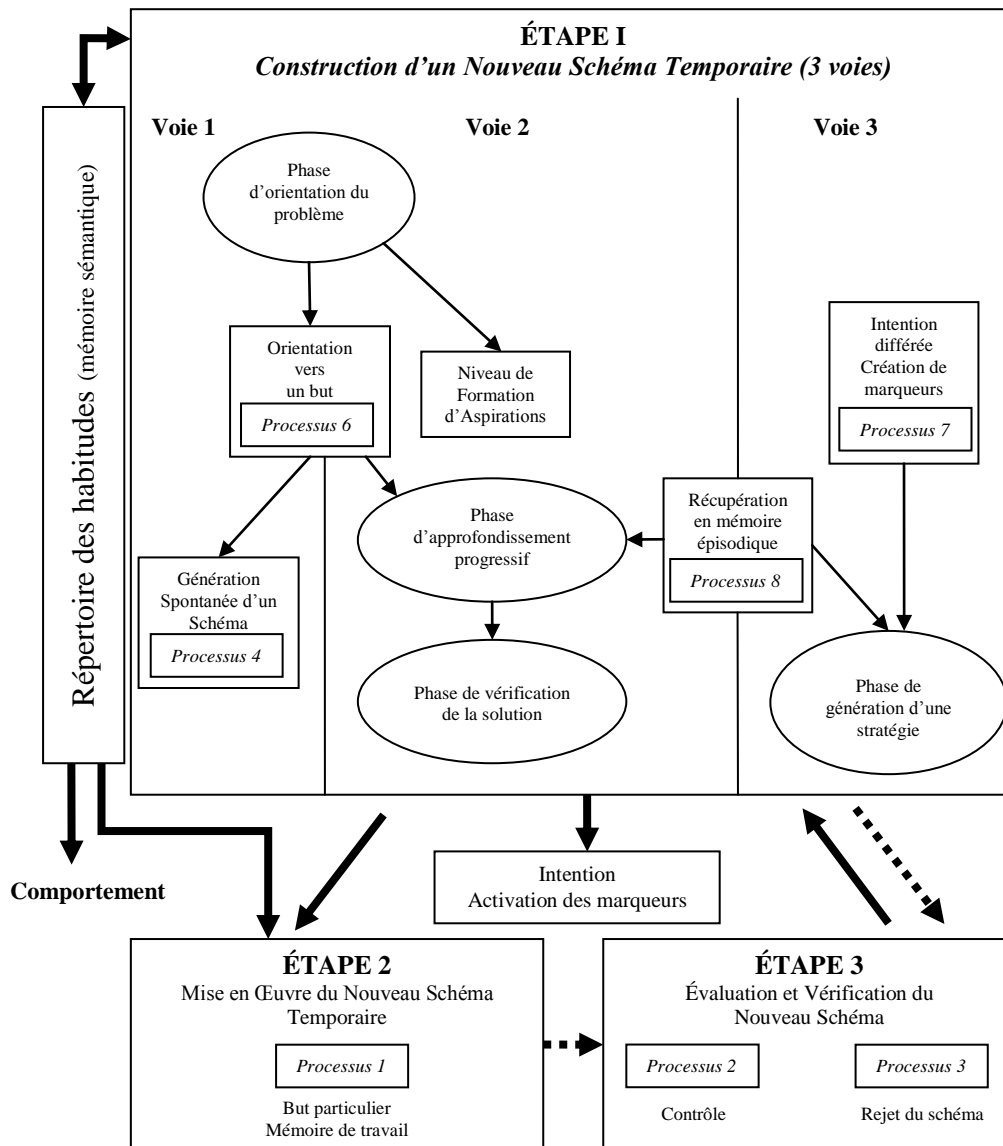 ÉTAPE I
Construction d'un Nouveau Schéma Temporaire (3 voies)
Répertoire des habitudes (mémoire sémantique)
Voie 1
Voie 2
Voie 3
Phase
d'orientation du
problème
Orientation
vers
un but
Processus 6
Niveau de
Formation
d'Aspirations
Intention
différée
Création de
marqueurs
Processus 7
Génération
Spontanée d'un
Schéma
Processus 4
Phase
d'approfondissement
progressif
Récupération
en mémoire
épisodique
Processus 8
Phase de vérification
de la solution
Phase de
génération d'une
stratégie
Comportement
Intention
Activation des marqueurs
ÉTAPE 2
Mise en Œuvre du Nouveau Schéma
Temporaire
Processus 1
But particulier
Mémoire de travail
ÉTAPE 3
Évaluation et Vérification du
Nouveau Schéma
Processus 2
Contrôle
Processus 3
Rejet du schéma